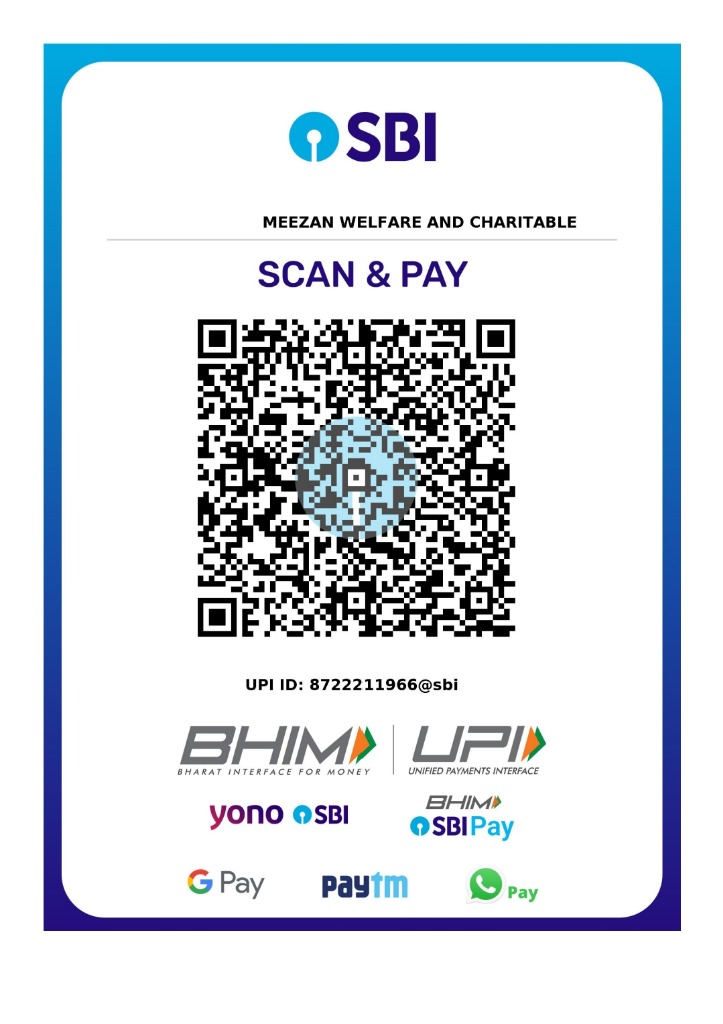 SBI
MEEZAN WELFARE AND CHARITABLE
SCAN & PAY
UPI ID: 8722211966@sbi
BHIM UPI
BHARAT INTERFACE FOR MONEY UNIFIED PAYMENTS INTERFACE
yono SBI
BHIM
SBI Pay
G Pay paytm Pay